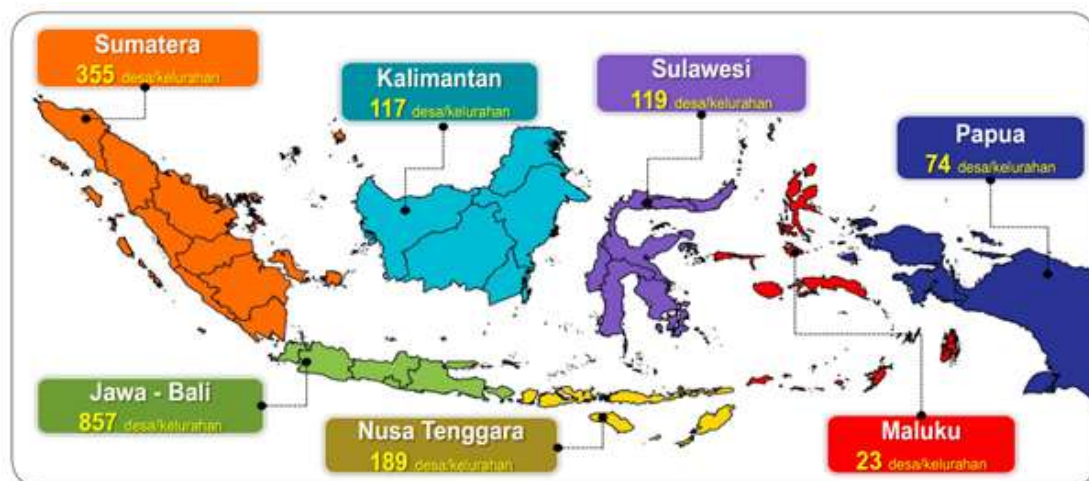 Sumatera
355 desa/kelurahan
Kalimantan
117 desa/kelurahan
Sulawesi
119 desa/kelurahan
Papua
74 desa/kelurahan
Jawa - Bali
857 desa/kelurahan
Nusa Tenggara
189 desa/kelurahan
Maluku
23 desa/kelurahan